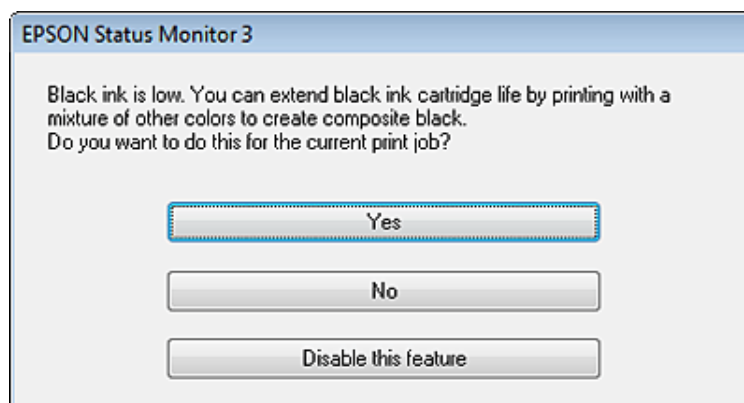 EPSON Status Monitor 3
Black ink is low. You can extend black ink cartridge life by printing with a
mixture of other colors to create composite black.
Do you want to do this for the current print job?
Yes
No
Disable this feature